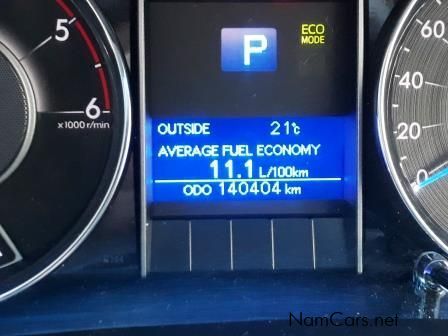 5
6
x1000 r/min
P
ECO
MODE
OUTSIDE 21°C
AVERAGE FUEL ECONOMY
11.1 L/100km
ODO 140404 km
60
40
20
0
NamCars.net